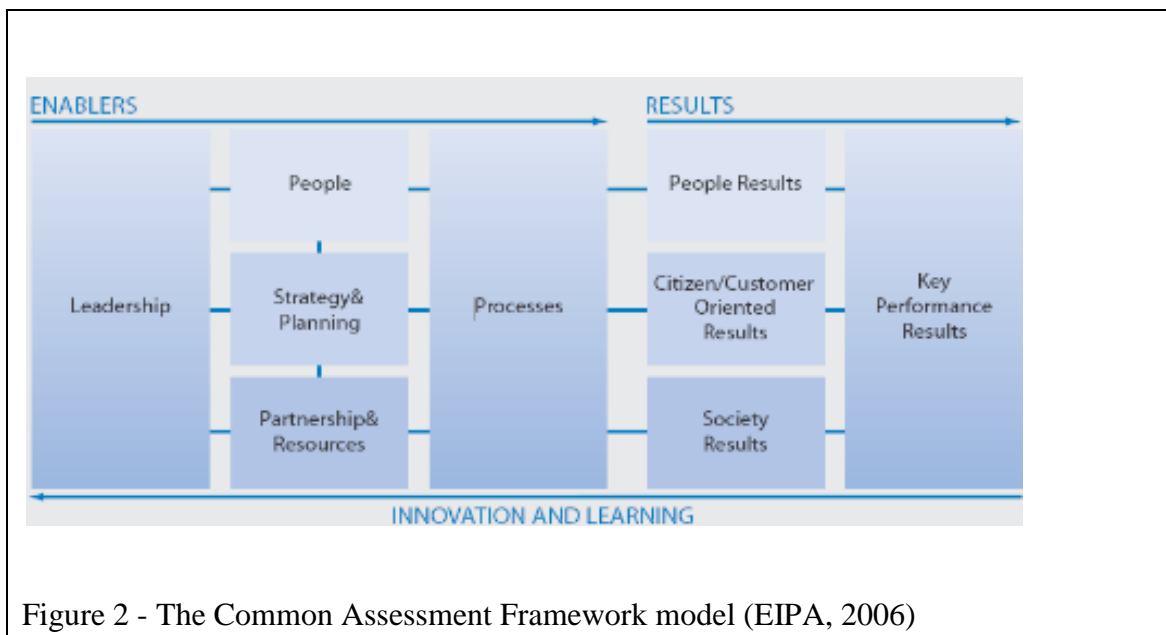 ENABLERS
RESULTS
People
People Results
Leadership
Strategy&
Planning
Processes
Citizen/Customer
Oriented
Results
Key
Performance
Results
Partnership&
Resources
Society
Results
INNOVATION AND LEARNING
Figure 2 - The Common Assessment Framework model (EIPA, 2006)